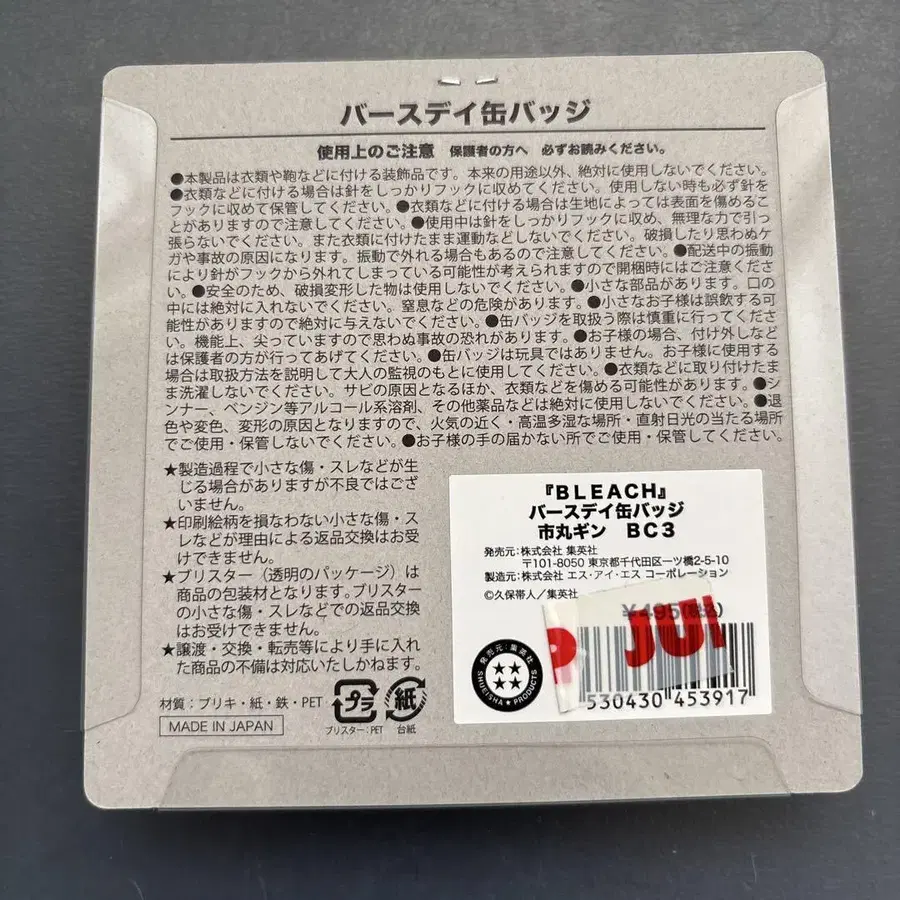 バースデイ缶バッジ
使用上のご注意　保護者の方へ　必ずお読みください。
●本製品は衣類や鞄などに付ける装飾品です。本来の用途以外、絶対に使用しないでください。
●衣類などに付ける場合は針をしっかりフックに収めてください。使用しない時も必ず針を
フックに収めて保管してください。●衣類などに付ける場合は生地によっては表面を傷めるこ
とがありますので注意してください。●使用中は針をしっかりフックに収め、無理な力で引っ
張らないでください。また衣類に付けたまま運動などしないでください。破損したり思わぬケ
ガや事故の原因になります。振動で外れる場合もあるので注意してください。●配送中の振動
により針がフックから外れてしまっている可能性が考えられますので開梱時にはご注意くださ
い。●安全のため、破損変形した物は使用しないでください。●小さな部品があります。口の
中には絶対に入れないでください。窒息などの危険があります。●小さなお子様は誤飲する可
能性がありますので絶対に与えないでください。●缶バッジを取扱う際は慎重に行ってくださ
い。機能上、尖っていますので思わぬ事故の恐れがあります。●お子様の場合、付け外しなど
は保護者の方が行ってあげてください。●缶バッジは玩具ではありません。お子様に使用する
場合は取扱方法を説明して大人の監視のもとに使用してください。●衣類などに取り付けたま
ま洗濯しないでください。サビの原因となるほか、衣類などを傷める可能性があります。●シ
ンナー、ベンジン等アルコール系溶剤、その他薬品などは絶対に使用しないでください。●退
色や変色、変形の原因となりますので、火気の近く・高温多湿な場所・直射日光の当たる場所
でご使用・保管しないでください。●お子様の手の届かない所でご使用・保管してください。
★製造過程で小さな傷・スレなどが生
じる場合がありますが不良ではござ
いません。
★印刷絵柄を損なわない小さな傷・ス
レなどが理由による返品交換はお受
けできません。
★ブリスター（透明のパッケージ）は
商品の包装材となります。ブリスター
の小さな傷・スレなどでの返品交換
はお受けできません。
★譲渡・交換・転売等により手に入れ
た商品の不備は対応いたしかねます。
材質：ブリキ・紙・鉄・PET
MADE IN JAPAN
プラ
ブリスター：PET
紙
台紙
『BLEACH』
バースデイ缶バッジ
市丸ギン　BC3
発売元：株式会社 集英社
〒101-8050 東京都千代田区一ツ橋2-5-10
製造元：株式会社 エス・アイ・エス コーポレーション
©久保帯人／集英社
¥495(税込)
JUI
P
530430 453917
発売元：集英社
SHUEISHA★PRODUCTS